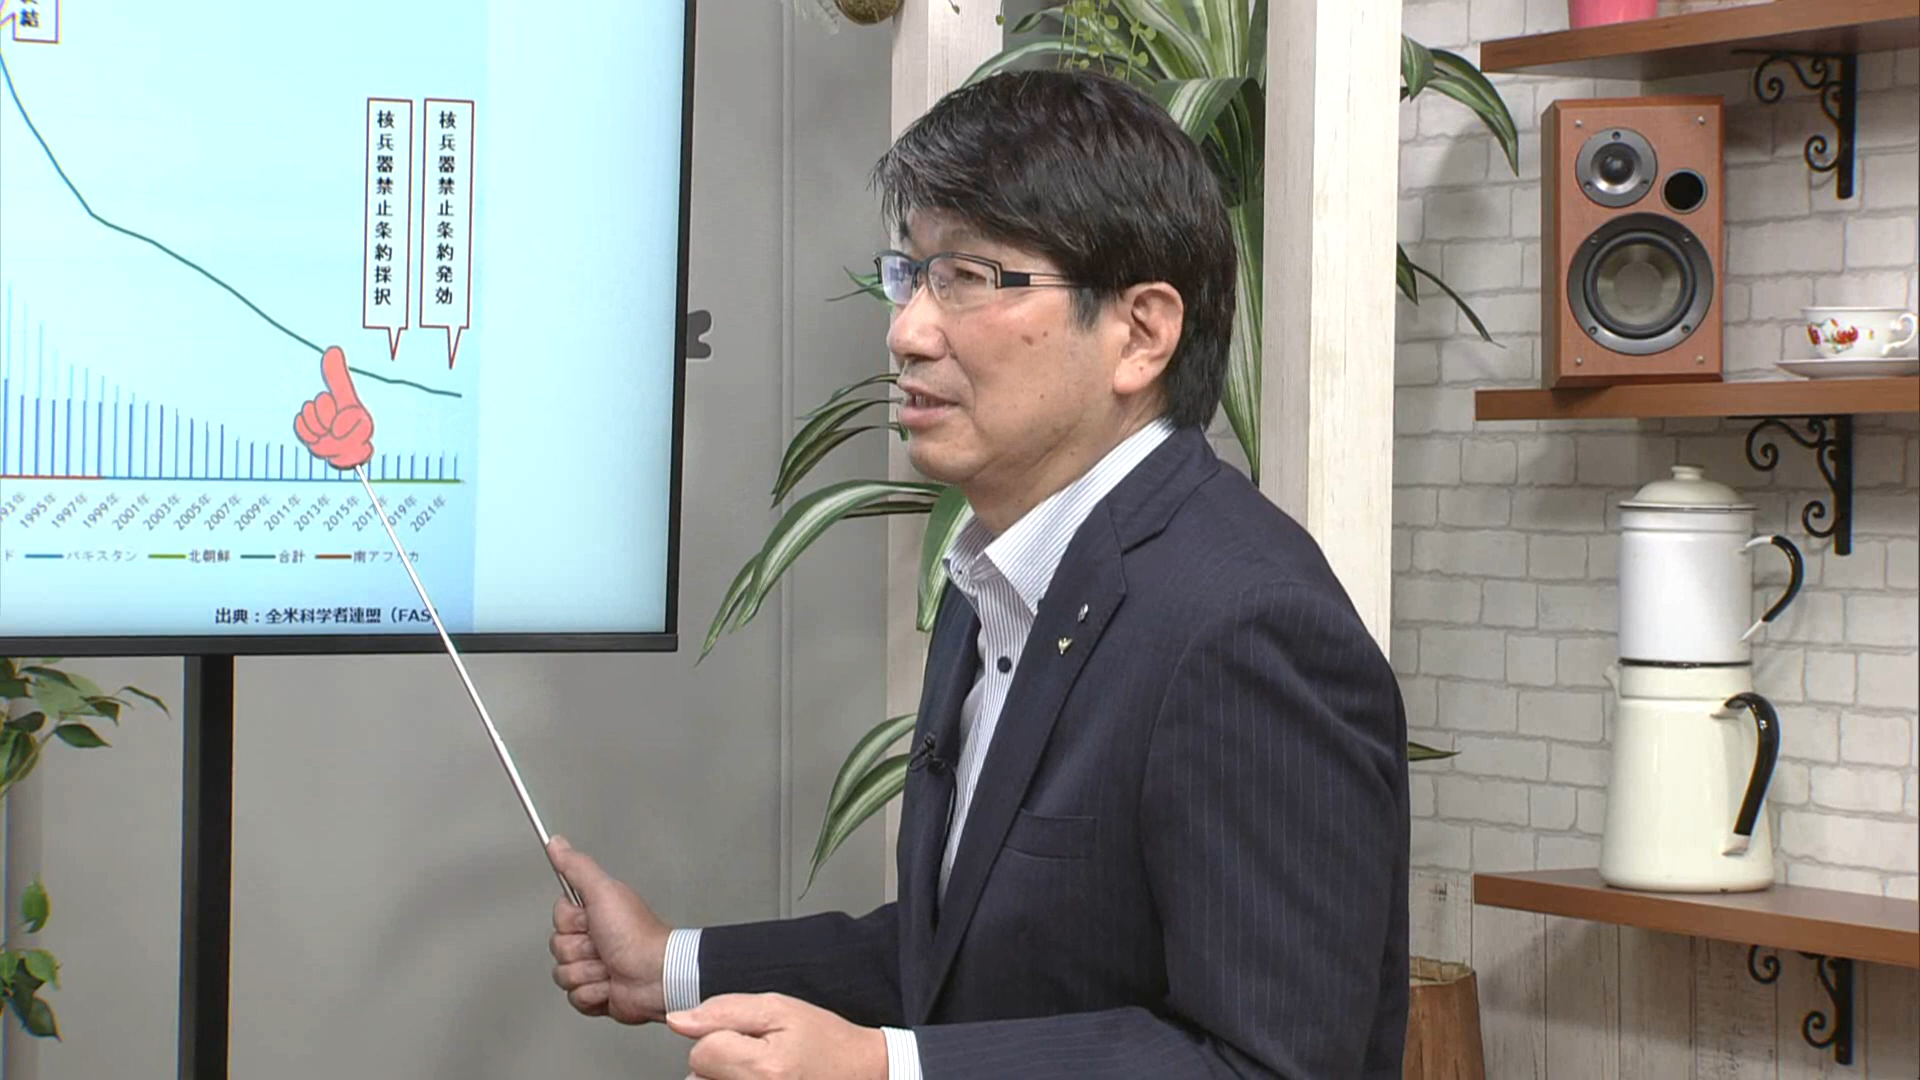 結
核兵器禁止条約採択
核兵器禁止条約発効
93年
1995年
1997年
1999年
2001年
2003年
2005年
2007年
2009年
2011年
2013年
2015年
2017年
2019年
2021年
ド パキスタン 北朝鮮 合計 南アフリカ
出典：全米科学者連盟（FAS